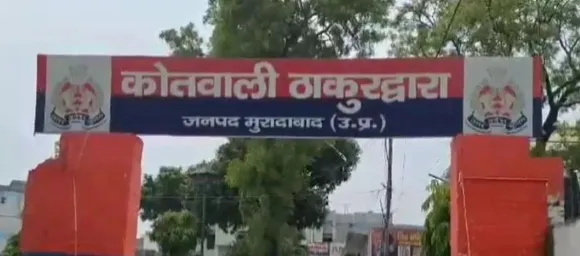 कोतवाली ठाकुरद्वारा
जनपद मुरादाबाद (उ.प्र.)